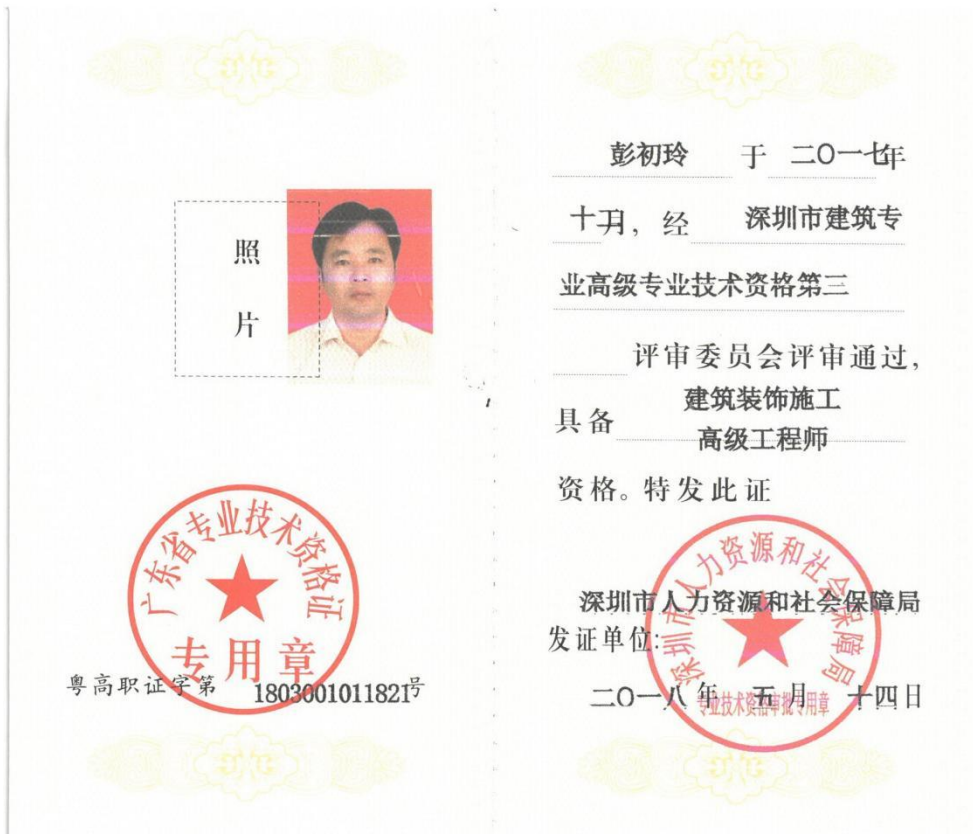 照
片
广东省专业技术资格证
专用章
粤高职证字第 1803001011821号
彭初玲 于 二〇一七年
十月, 经 深圳市建筑专
业高级专业技术资格第三
评审委员会评审通过,
具备 建筑装饰施工
高级工程师
资格。特发此证
深圳市人力资源和社会保障局
深圳市人力资源和社会保障局
发证单位:
二〇一八年 五月 十四日
专业技术资格审批专用章